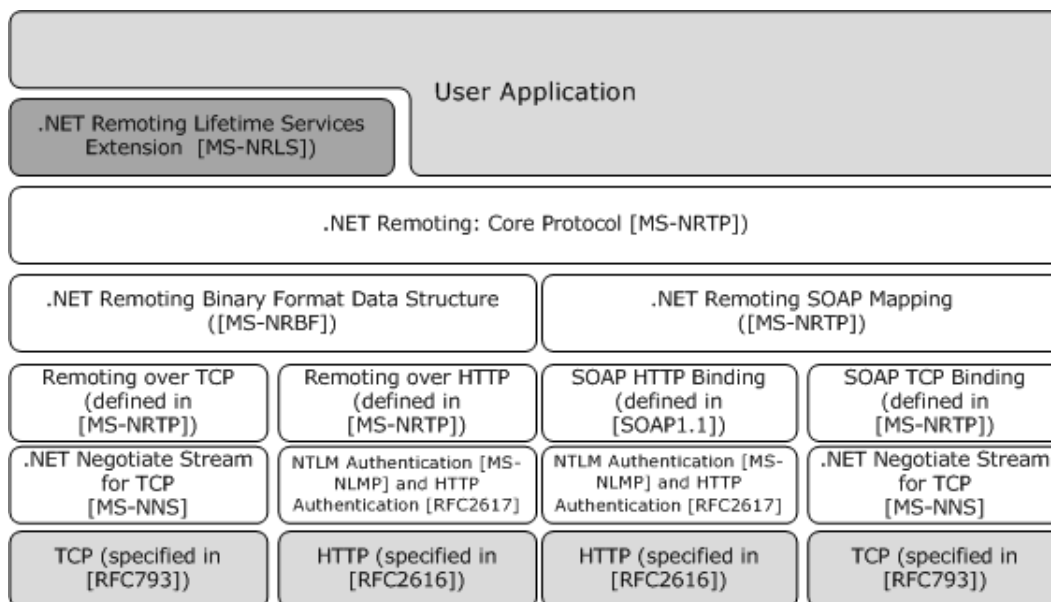 User Application
.NET Remoting Lifetime Services
Extension [MS-NRLS])
.NET Remoting: Core Protocol [MS-NRTP])
.NET Remoting Binary Format Data Structure
([MS-NRBF])
.NET Remoting SOAP Mapping
([MS-NRTP])
Remoting over TCP
(defined in
[MS-NRTP])
Remoting over HTTP
(defined in
[MS-NRTP])
SOAP HTTP Binding
(defined in
[SOAP1.1])
SOAP TCP Binding
(defined in
[MS-NRTP])
.NET Negotiate Stream
for TCP
[MS-NNS]
NTLM Authentication [MS-
NLMP] and HTTP
Authentication [RFC2617]
NTLM Authentication [MS-
NLMP] and HTTP
Authentication [RFC2617]
.NET Negotiate Stream
for TCP
[MS-NNS]
TCP (specified in
[RFC793])
HTTP (specified in
[RFC2616])
HTTP (specified in
[RFC2616])
TCP (specified in
[RFC793])